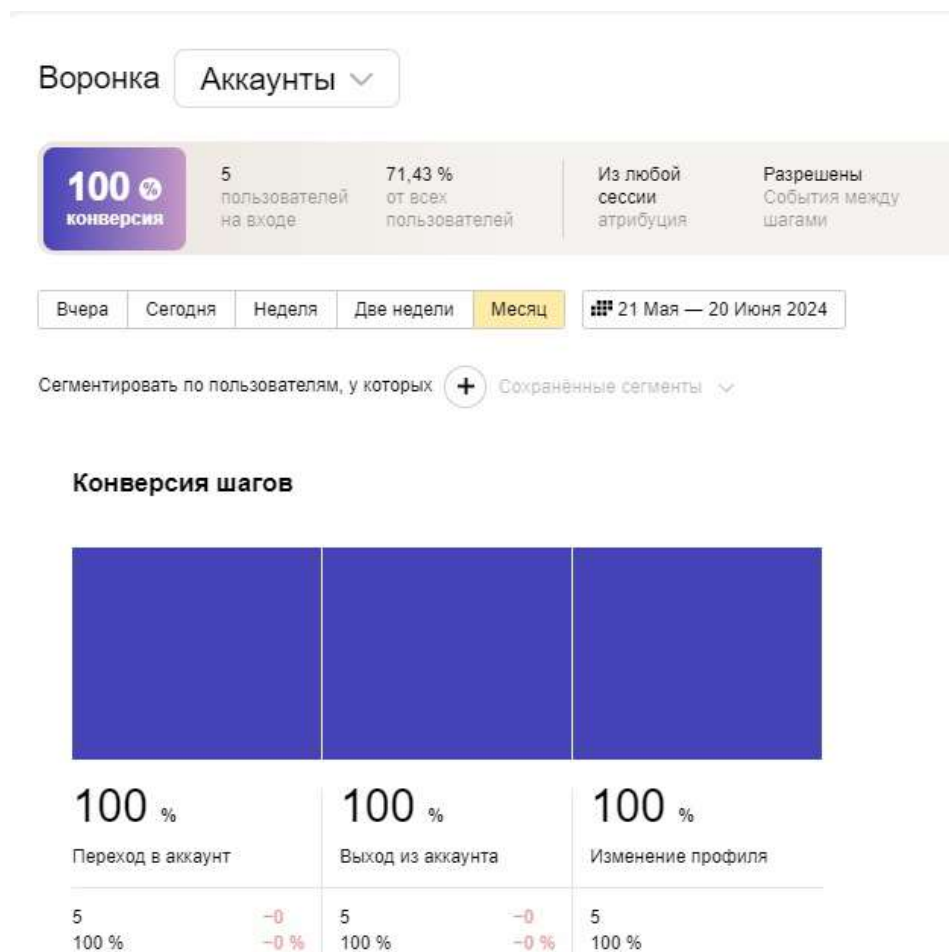 Воронка Аккаунты
100 %
конверсия
5
пользователей
на входе
71,43 %
от всех
пользователей
Из любой
сессии
атрибуция
Разрешены
События между
шагами
Вчера Сегодня Неделя Две недели Месяц 21 Мая — 20 Июня 2024
Сегментировать по пользователям, у которых + Сохранённые сегменты
Конверсия шагов
100 % 100 % 100 %
Переход в аккаунт Выход из аккаунта Изменение профиля
5 −0 5 −0 5
100 % −0 % 100 % −0 % 100 %